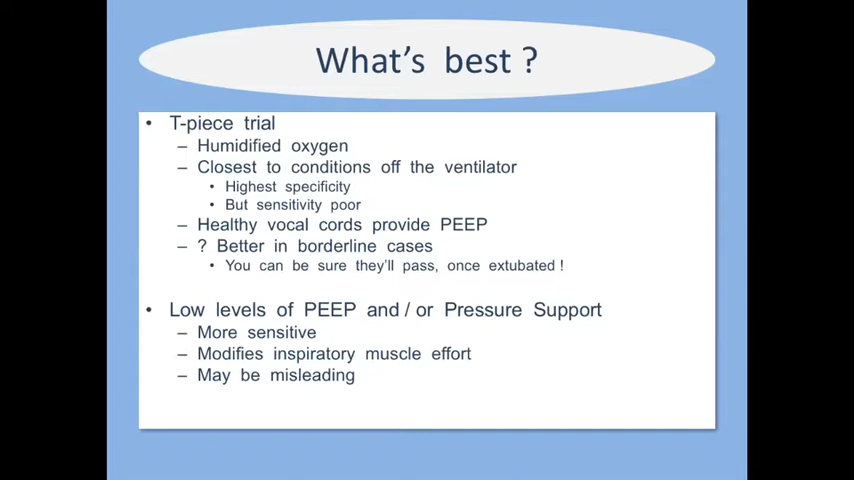 What's best ?
• T-piece trial
– Humidified oxygen
– Closest to conditions off the ventilator
• Highest specificity
• But sensitivity poor
– Healthy vocal cords provide PEEP
– ? Better in borderline cases
• You can be sure they'll pass, once extubated !
• Low levels of PEEP and / or Pressure Support
– More sensitive
– Modifies inspiratory muscle effort
– May be misleading